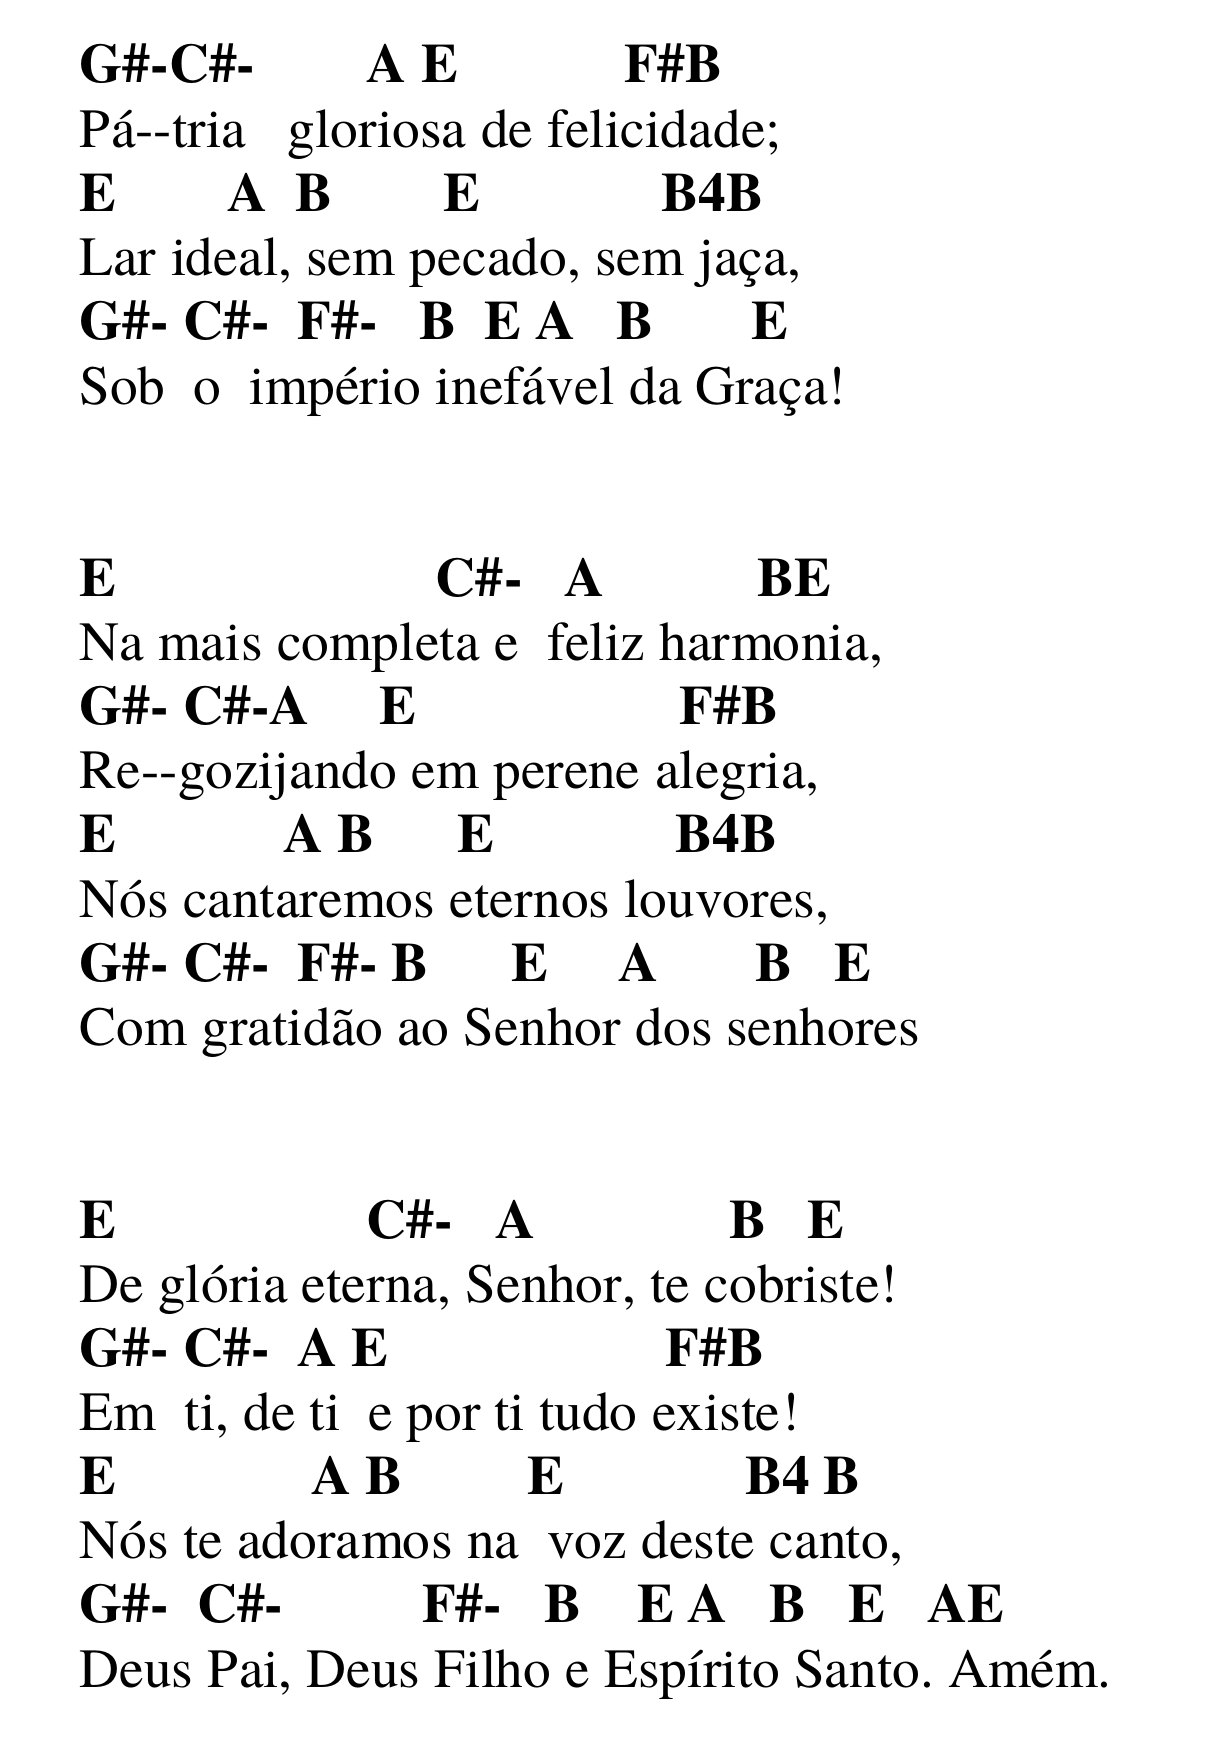 G#-C#-        A E            F#B
Pá--tria   gloriosa de felicidade;
E        A  B        E             B4B
Lar ideal, sem pecado, sem jaça,
G#- C#-  F#-   B  E A   B       E
Sob  o  império inefável da Graça!
E                       C#-   A           BE
Na mais completa e  feliz harmonia,
G#- C#-A     E                   F#B
Re--gozijando em perene alegria,
E            A B      E             B4B
Nós cantaremos eternos louvores,
G#- C#-  F#- B      E     A       B   E
Com gratidão ao Senhor dos senhores
E                  C#-   A              B   E
De glória eterna, Senhor, te cobriste!
G#- C#-  A E                    F#B
Em  ti, de ti  e por ti tudo existe!
E              A B         E             B4 B
Nós te adoramos na  voz deste canto,
G#-  C#-          F#-   B    E A   B   E   AE
Deus Pai, Deus Filho e Espírito Santo. Amém.